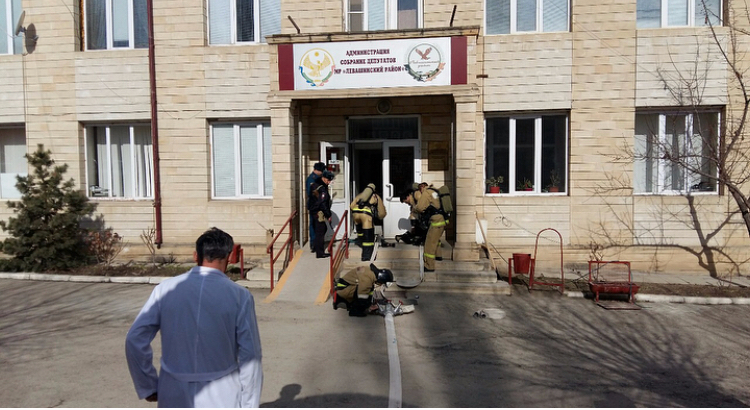 АДМИНИСТРАЦИЯ
СОБРАНИЕ ДЕПУТАТОВ
МР «ЛЕВАШИНСКИЙ РАЙОН»